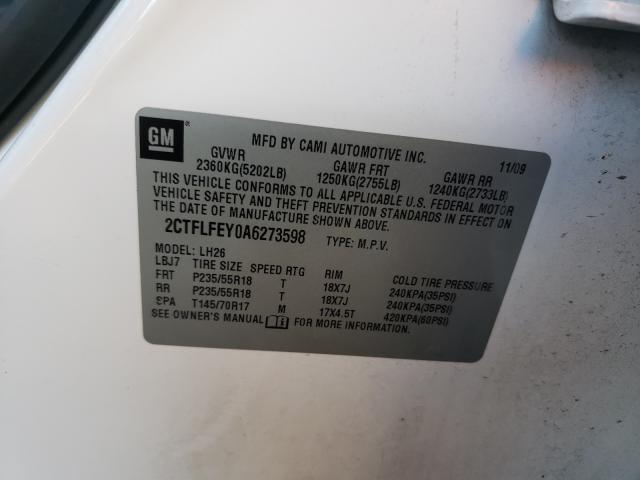 GM
MFD BY CAMI AUTOMOTIVE INC. 11/09
GVWR GAWR FRT GAWR RR
2360KG(5202LB) 1250KG(2755LB) 1240KG(2733LB)
THIS VEHICLE CONFORMS TO ALL APPLICABLE U.S. FEDERAL MOTOR
VEHICLE SAFETY AND THEFT PREVENTION STANDARDS IN EFFECT ON
THE DATE OF MANUFACTURE SHOWN ABOVE.
2CTFLFEY0A6273598 TYPE: M.P.V.
MODEL: LH26
LBJ7 TIRE SIZE SPEED RTG RIM COLD TIRE PRESSURE
FRT P235/55R18 T 18X7J 240KPA(35PSI)
RR P235/55R18 T 18X7J 240KPA(35PSI)
SPA T145/70R17 M 17X4.5T 420KPA(60PSI)
SEE OWNER'S MANUAL FOR MORE INFORMATION.